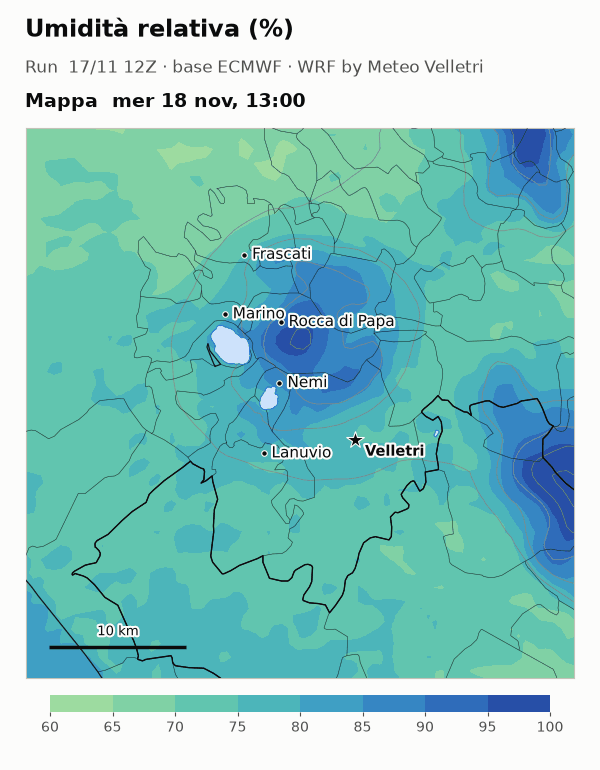 Umidità relativa (%)
Run  17/11 12Z · base ECMWF · WRF by Meteo Velletri
Mappa  mer 18 nov, 13:00
Frascati
Marino
Rocca di Papa
Nemi
Velletri
Lanuvio
10 km
60 65 70 75 80 85 90 95 100